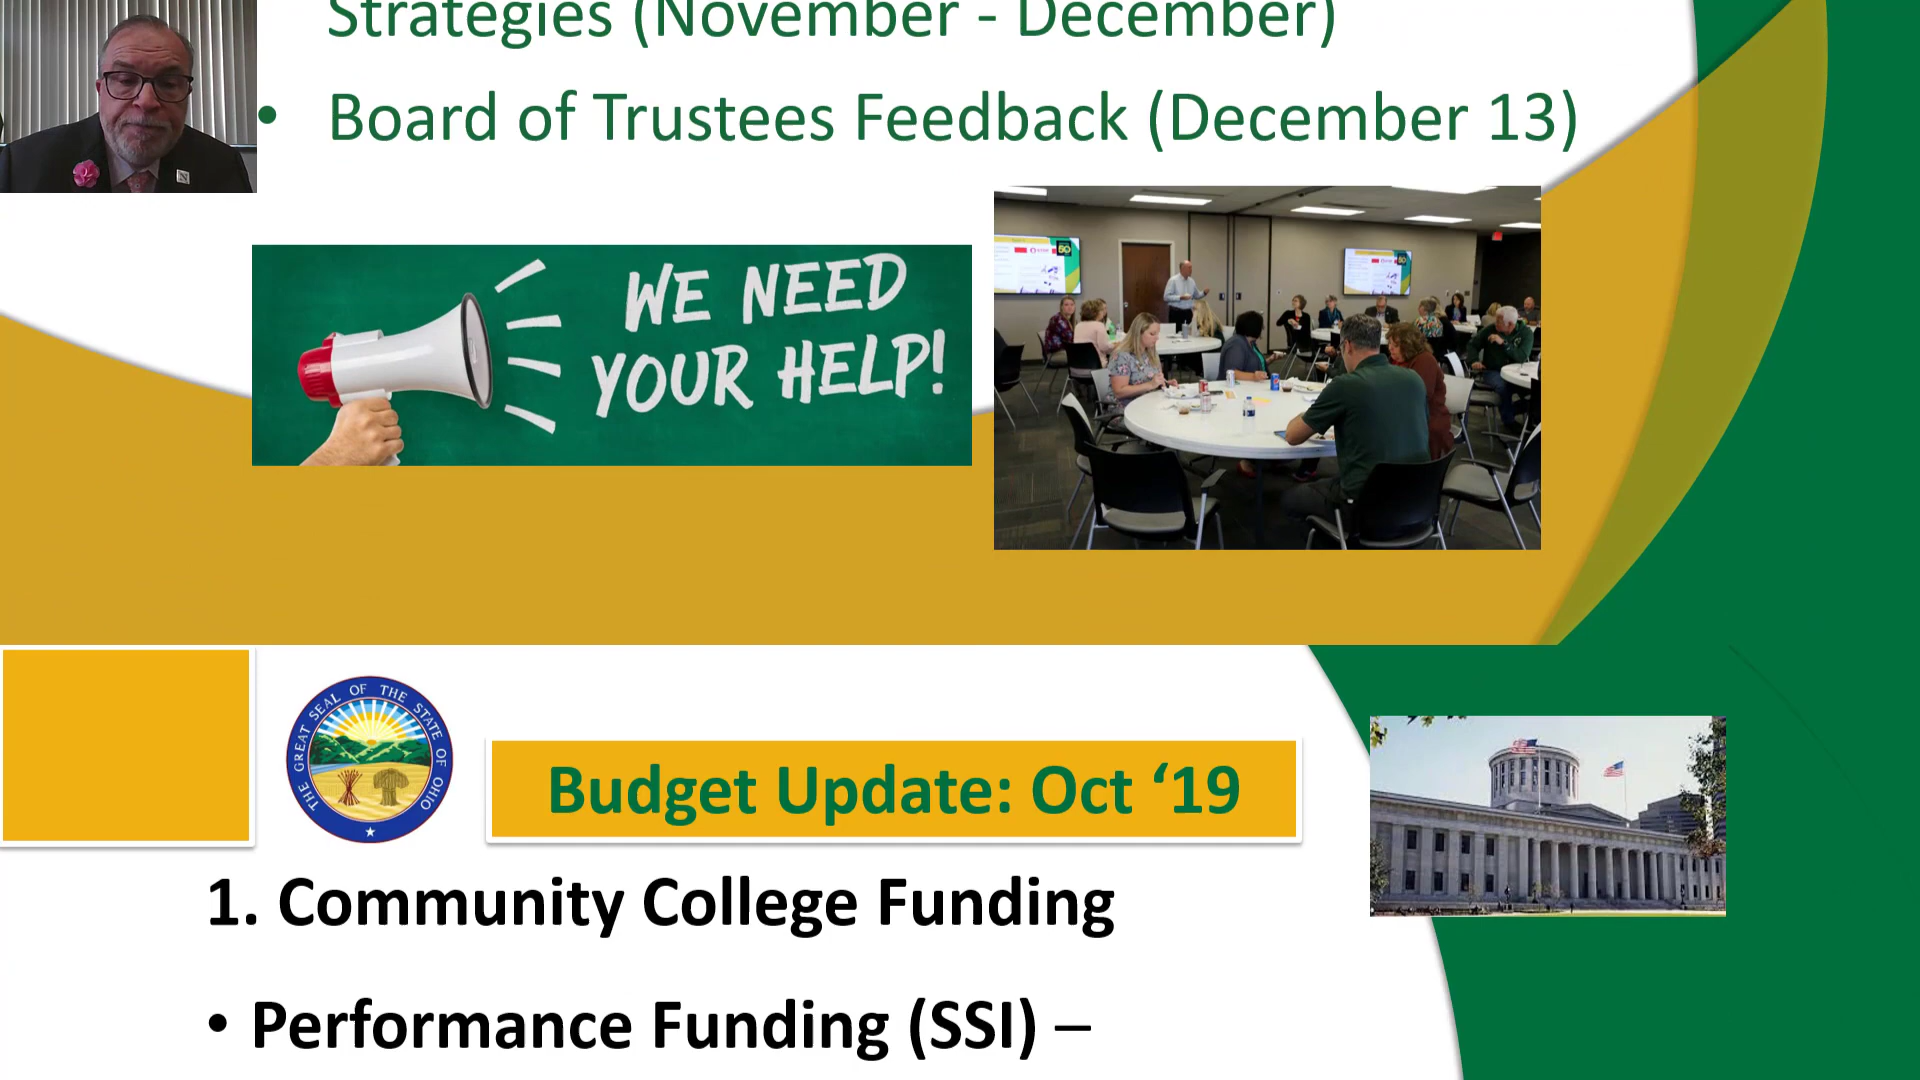 Strategies (November - December)
• Board of Trustees Feedback (December 13)
WE NEED
YOUR HELP!
THE GREAT SEAL OF THE STATE OF OHIO
Budget Update: Oct ‘19
1. Community College Funding
• Performance Funding (SSI) –